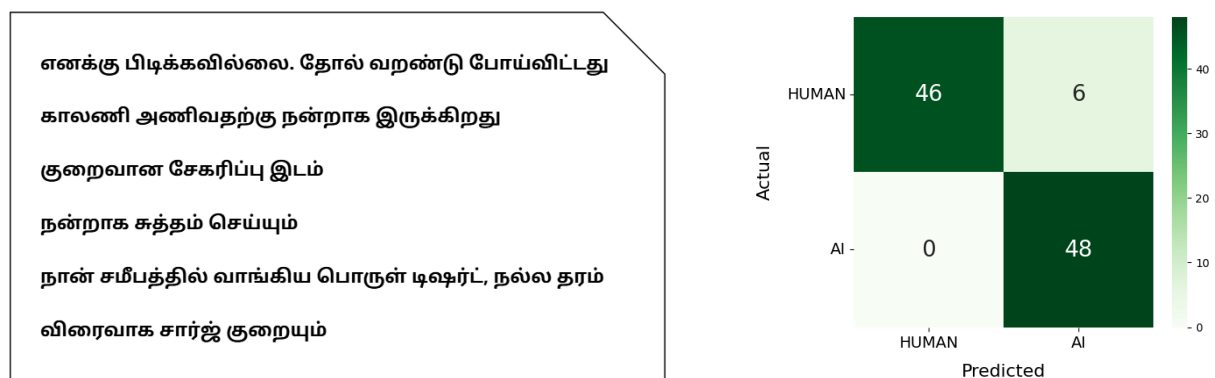 எனக்கு பிடிக்கவில்லை. தோல் வறண்டு போய்விட்டது
காலணி அணிவதற்கு நன்றாக இருக்கிறது
குறைவான சேகரிப்பு இடம்
நன்றாக சுத்தம் செய்யும்
நான் சமீபத்தில் வாங்கிய பொருள் டிஷர்ட், நல்ல தரம்
விரைவாக சார்ஜ் குறையும்
Actual
HUMAN
46
6
AI
0
48
HUMAN
AI
Predicted
40
30
20
10
0